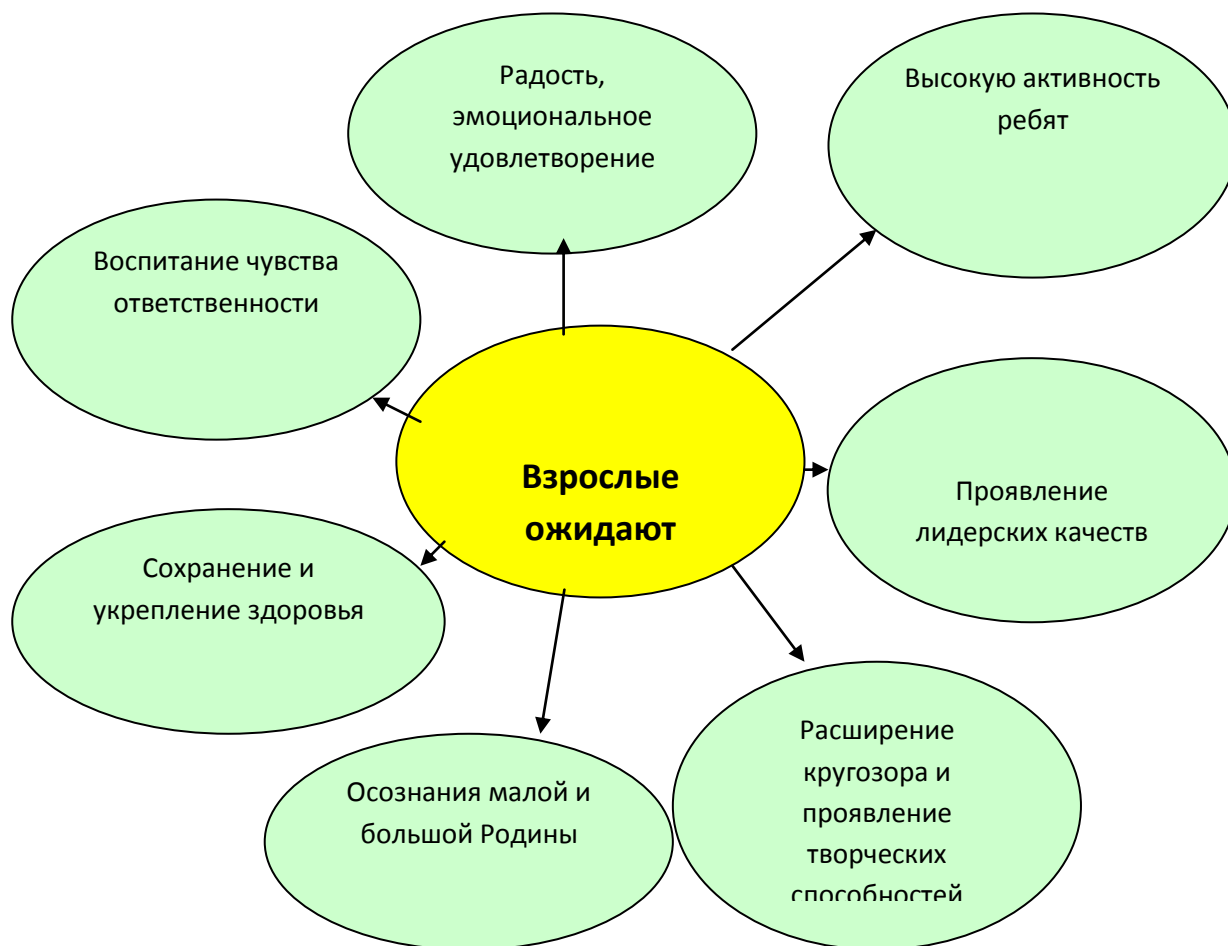 Радость,
эмоциональное
удовлетворение
Высокую активность
ребят
Воспитание чувства
ответственности
Взрослые
ожидают
Проявление
лидерских качеств
Сохранение и
укрепление здоровья
Расширение
кругозора и
проявление
творческих
способностей
Осознания малой и
большой Родины